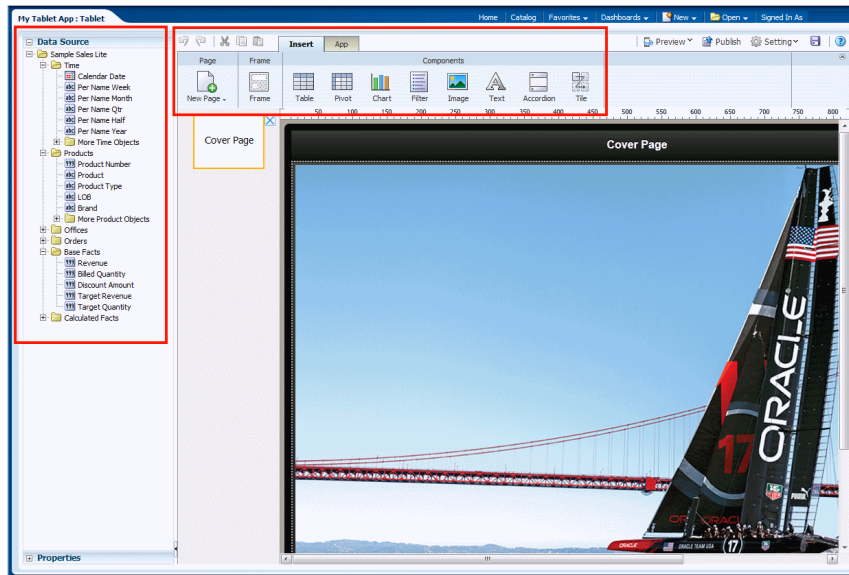 My Tablet App : Tablet
Home Catalog Favorites Dashboards New Open Signed In As
Data Source
Sample Sales Lite
Time
Calendar Date
Per Name Week
Per Name Month
Per Name Qtr
Per Name Half
Per Name Year
More Time Objects
Products
Product Number
Product
Product Type
LOB
Brand
More Product Objects
Offices
Orders
Base Facts
Revenue
Billed Quantity
Discount Amount
Target Revenue
Target Quantity
Calculated Facts
Properties
Insert App
Preview Publish Setting
Page Frame Components
New Page Frame Table Pivot Chart Filter Image Text Accordion Tile
50 100 150 200 250 300 350 400 450 500 550 600 650 700 750 800
Cover Page
Cover Page
ORACLE
17
PUMA
ORACLE
ORACLE TEAM USA
17